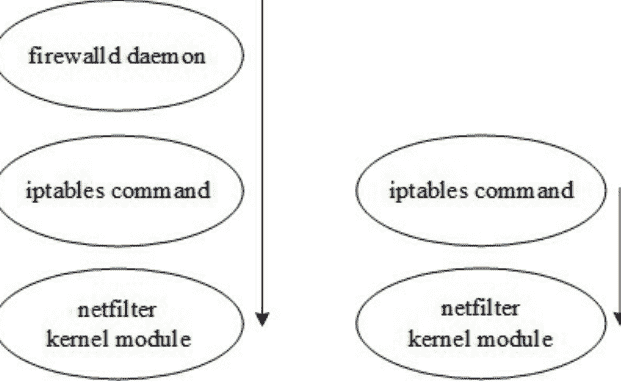 firewalld daemon
iptables command
netfilter
kernel module
iptables command
netfilter
kernel module